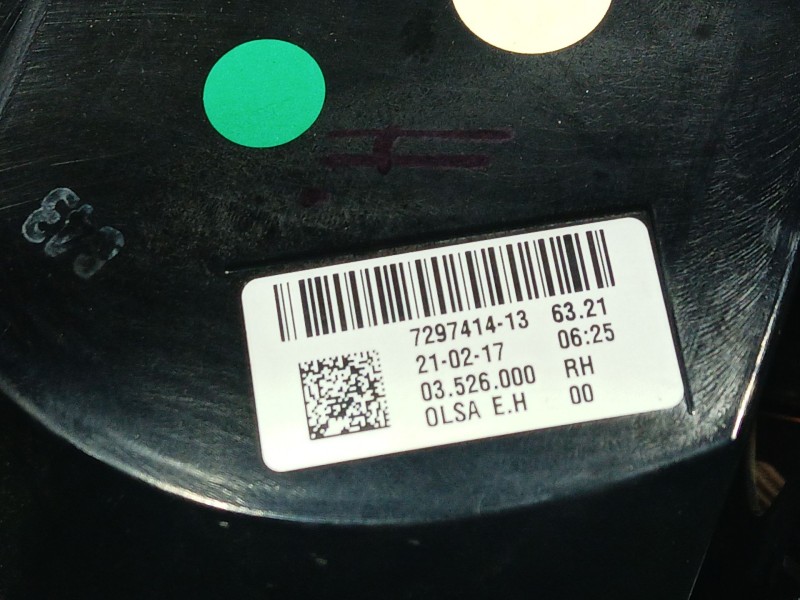 7297414-13 63.21
21-02-17 06:25
03.526.000 RH
OLSA E.H 00